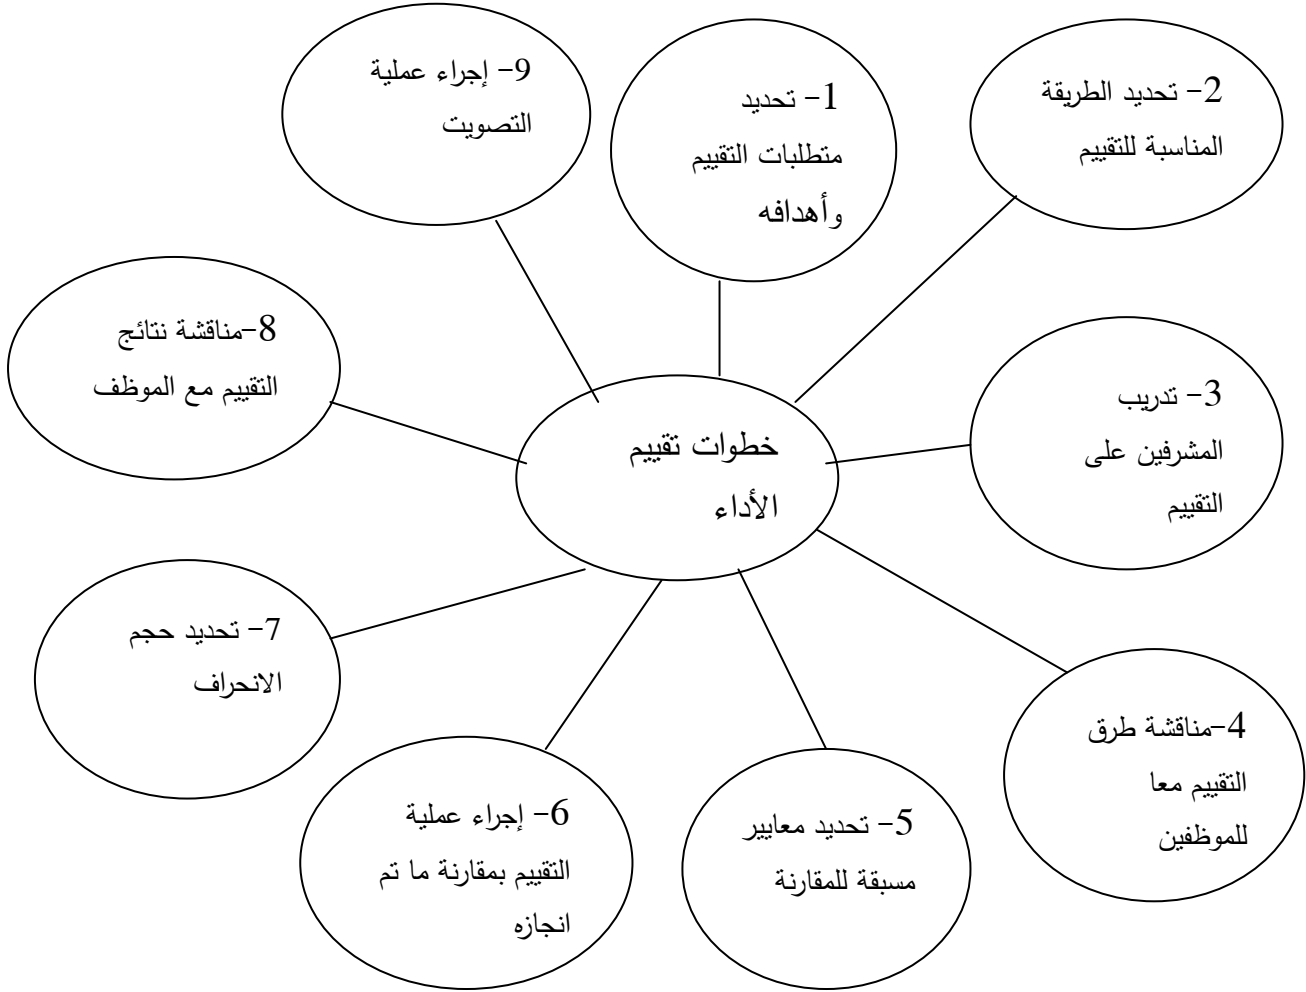 خطوات تقييم
الأداء
1- تحديد
متطلبات التقييم
وأهدافه
2- تحديد الطريقة
المناسبة للتقييم
3- تدريب
المشرفين على
التقييم
4-مناقشة طرق
التقييم معا
للموظفين
5- تحديد معايير
مسبقة للمقارنة
6- إجراء عملية
التقييم بمقارنة ما تم
انجازه
7- تحديد حجم
الانحراف
8-مناقشة نتائج
التقييم مع الموظف
9- إجراء عملية
التصويت